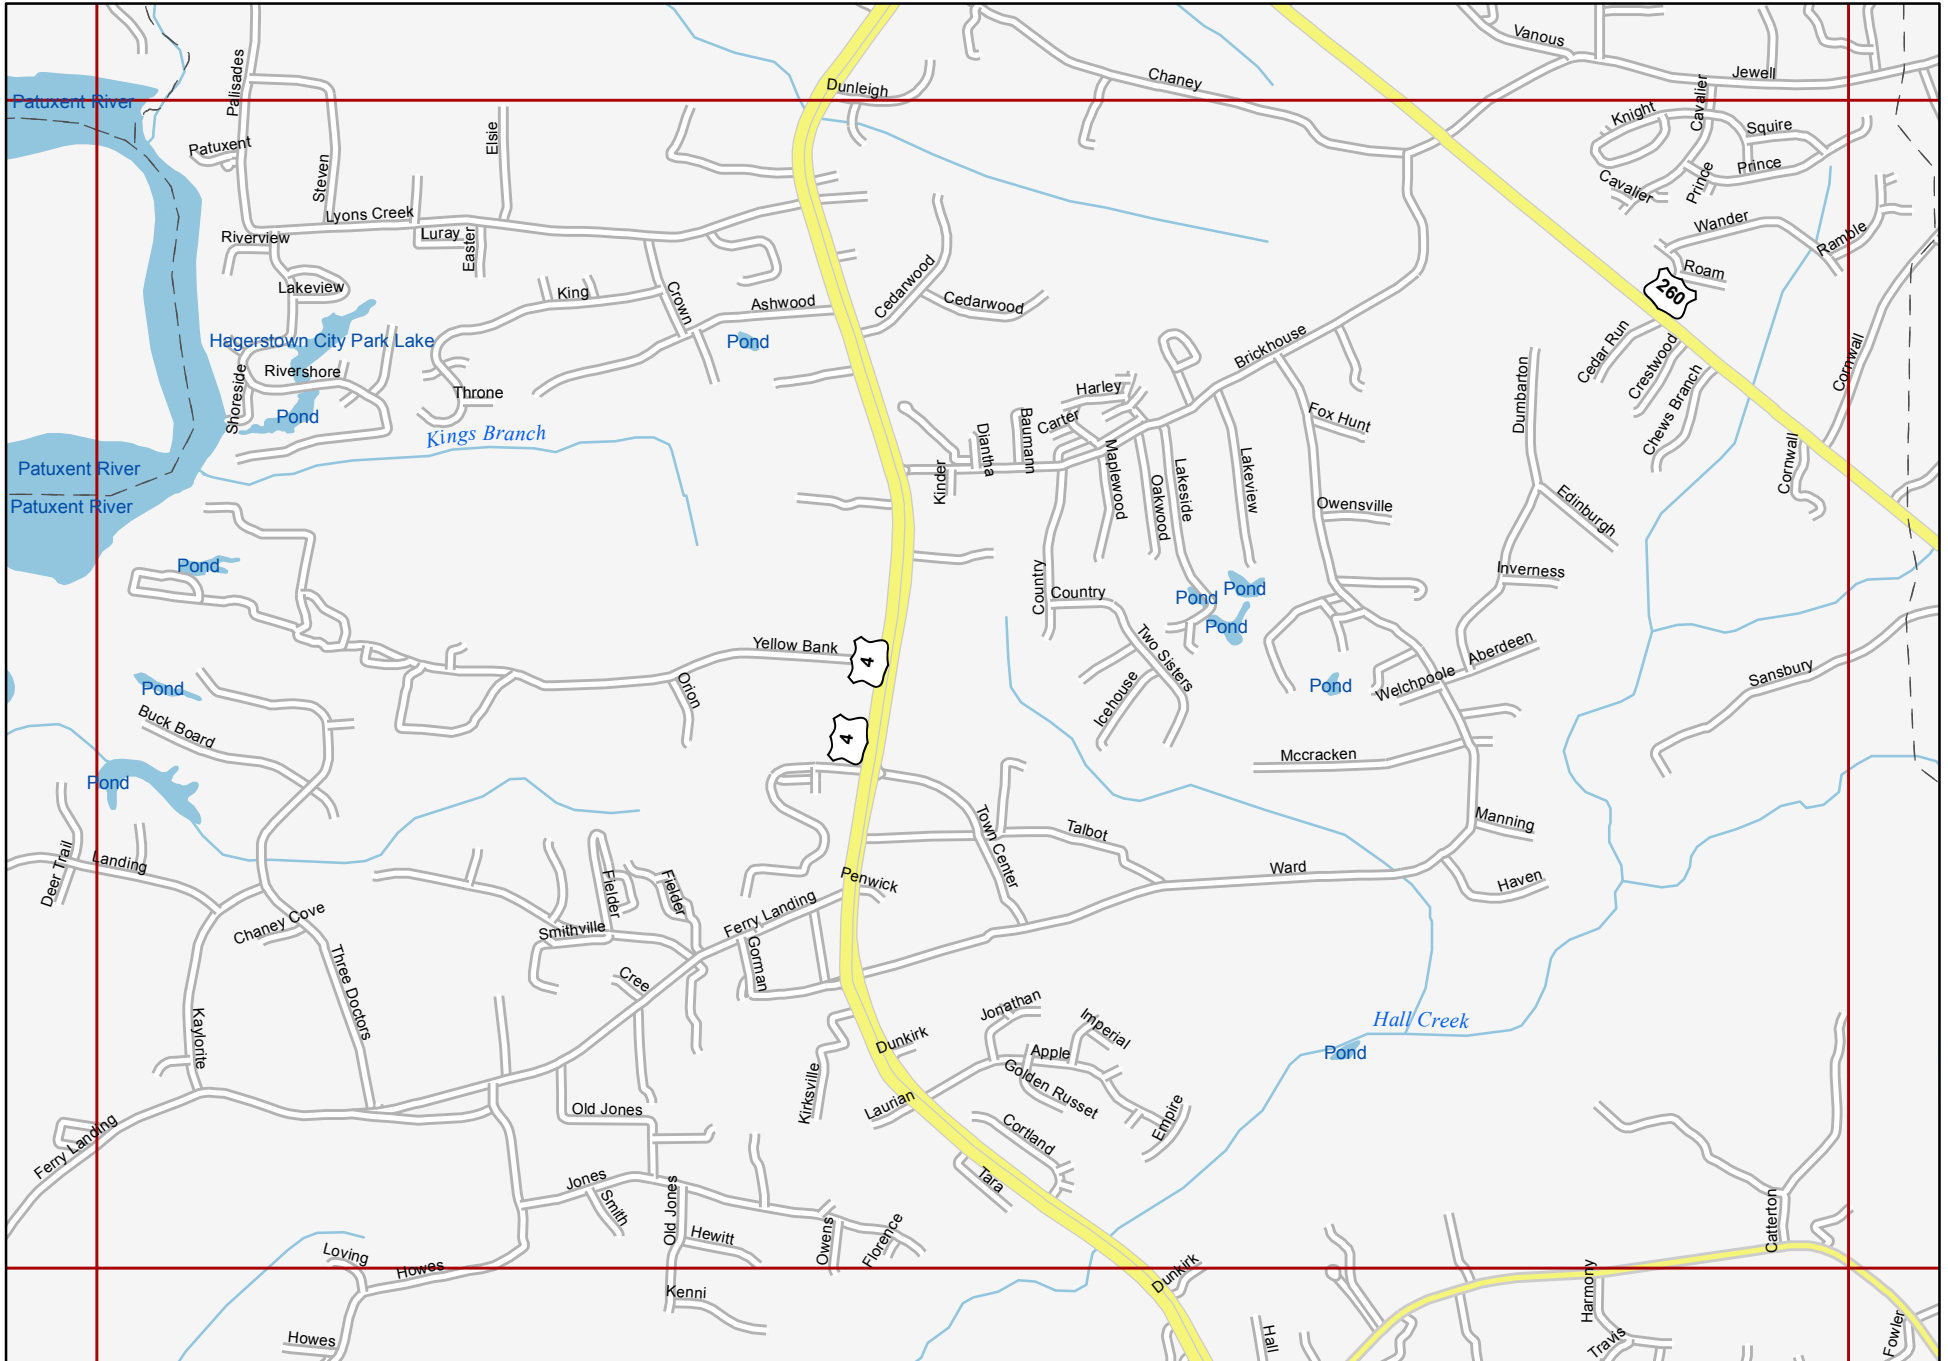 Vanous
Jewell
Chaney
Palisades
Dunleigh
Cavalier
Patuxent River
Knight
Squire
Elsie
Patuxent
Steven
Prince
Prince
Cavalier
Lyons Creek
Wander
Riverview
Luray
Easter
Ramble
Roam
Lakeview
King
Crown
Ashwood
Cedarwood
Cedarwood
260
Hagerstown City Park Lake
Pond
Brickhouse
Cedar Run
Crestwood
Cornwall
Shoreside
Rivershore
Throne
Harley
Dumbarton
Chews Branch
Pond
Carter
Baumann
Fox Hunt
Kings Branch
Diantha
Maplewood
Lakeside
Lakeview
Cornwall
Patuxent River
Kinder
Oakwood
Patuxent River
Owensville
Edinburgh
Pond
Inverness
Country
Country
Pond
Pond
Pond
Yellow Bank
4
Two Sisters
Aberdeen
Pond
Orion
Icehouse
Pond
Welchpoole
Sansbury
Buck Board
4
Mccracken
Pond
Town Center
Talbot
Manning
Deer Trail
Landing
Ward
Penwick
Haven
Fielder
Fielder
Ferry Landing
Chaney Cove
Smithville
Gorman
Three Doctors
Cree
Kaylorite
Jonathan
Imperial
Hall Creek
Dunkirk
Apple
Pond
Golden Russet
Kirksville
Laurian
Old Jones
Empire
Cortland
Ferry Landing
Jones
Tara
Smith
Old Jones
Catterton
Hewitt
Owens
Florence
Loving
Howes
Dunkirk
Kenni
Harmony
Howes
Hall
Travis
Fowler